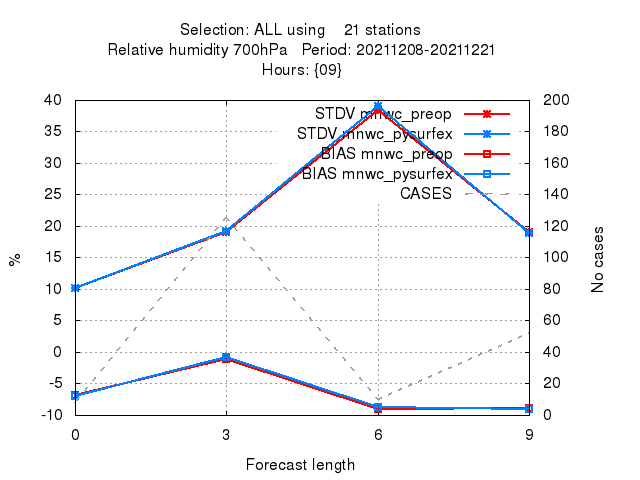 Selection: ALL using 21 stations
Relative humidity 700hPa Period: 20211208-20211221
Hours: {09}
STDV mnwc_preop
STDV mnwc_pysurfex
BIAS mnwc_preop
BIAS mnwc_pysurfex
CASES
40 200
35 180
30 160
25 140
20 120
15 100
10 80
5 60
0 40
-5 20
-10 0
%
No cases
0 3 6 9
Forecast length